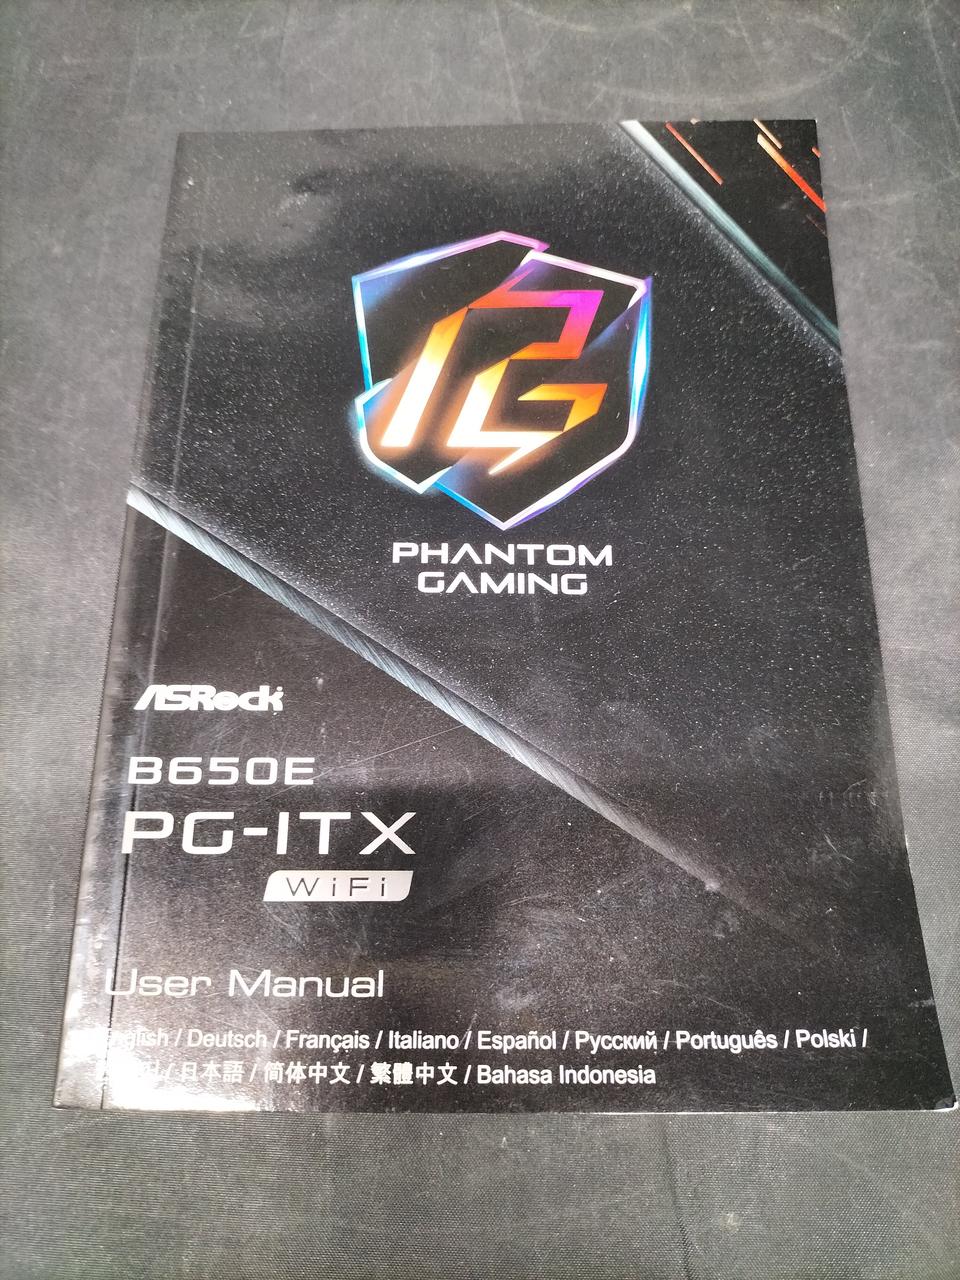 PHANTOM
GAMING
ASRock
B650E
PG-ITX
WiFi
User Manual
English / Deutsch / Français / Italiano / Español / Русский / Português / Polski /
/ 日本語 / 简体中文 / 繁體中文 / Bahasa Indonesia